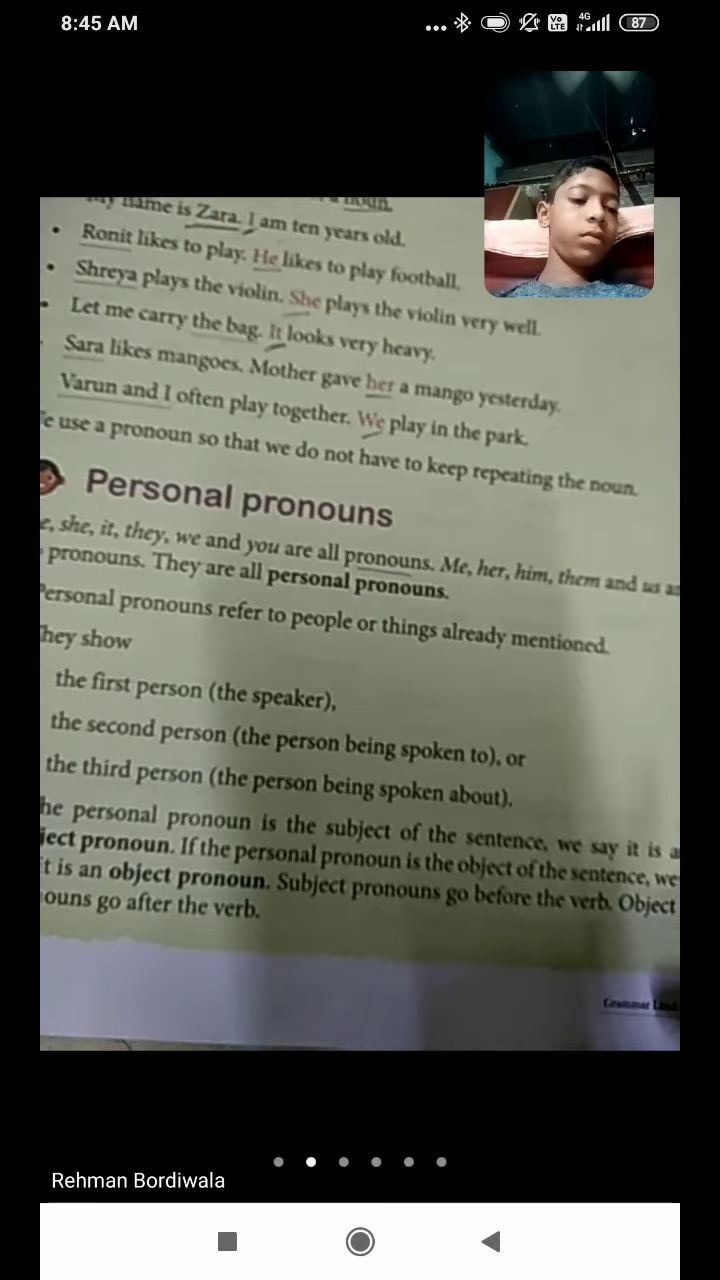 8:45 AM
Vo
LTE
4G
87
noun.
name is Zara. I am ten years old.
• Ronit likes to play. He likes to play football.
• Shreya plays the violin. She plays the violin very well.
• Let me carry the bag. It looks very heavy.
Sara likes mangoes. Mother gave her a mango yesterday.
Varun and I often play together. We play in the park.
e use a pronoun so that we do not have to keep repeating the noun.
Personal pronouns
e, she, it, they, we and you are all pronouns. Me, her, him, them and us
pronouns. They are all personal pronouns.
Personal pronouns refer to people or things already mentioned.
They show
the first person (the speaker),
the second person (the person being spoken to), or
the third person (the person being spoken about).
he personal pronoun is the subject of the sentence, we say it is a
ject pronoun. If the personal pronoun is the object of the sentence, we
it is an object pronoun. Subject pronouns go before the verb. Object
ouns go after the verb.
Grammar
Rehman Bordiwala